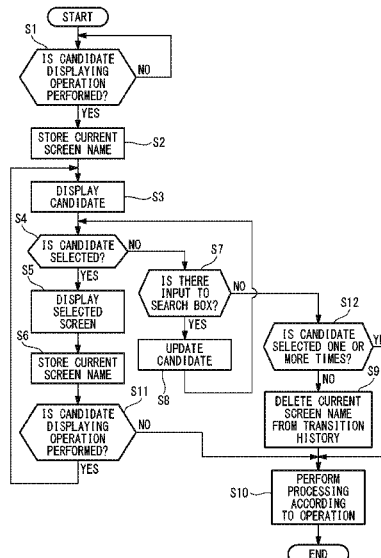 START
S1
IS CANDIDATE
DISPLAYING
OPERATION
PERFORMED?
NO
YES
STORE CURRENT
SCREEN NAME
S2
DISPLAY
CANDIDATE
S3
S4
IS CANDIDATE
SELECTED?
NO
YES
S5
DISPLAY
SELECTED
SCREEN
S6
STORE CURRENT
SCREEN NAME
S7
IS THERE
INPUT TO
SEARCH BOX?
NO
YES
UPDATE
CANDIDATE
S8
S11
IS CANDIDATE
DISPLAYING
OPERATION
PERFORMED?
NO
YES
S12
IS CANDIDATE
SELECTED ONE OR
MORE TIMES?
NO
S9
DELETE CURRENT
SCREEN NAME
FROM TRANSITION
HISTORY
S10
PERFORM
PROCESSING
ACCORDING
TO OPERATION
END